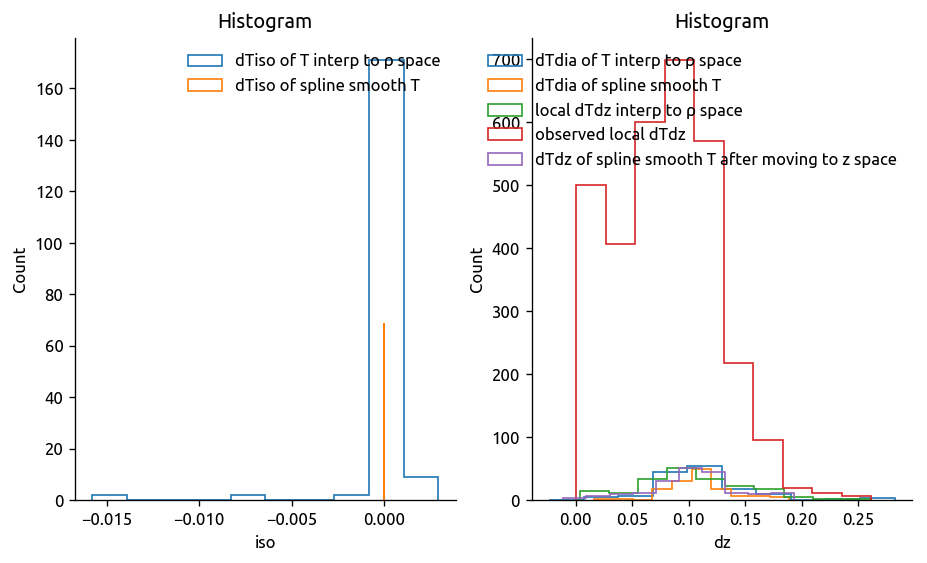 Histogram
dTiso of T interp to ρ space
dTiso of spline smooth T
160
140
120
100
80
60
40
20
0
Count
−0.015
−0.010
−0.005
0.000
iso
Histogram
dTdia of T interp to ρ space
dTdia of spline smooth T
local dTdz interp to ρ space
observed local dTdz
dTdz of spline smooth T after moving to z space
700
600
500
400
300
200
100
0
Count
0.00
0.05
0.10
0.15
0.20
0.25
dz